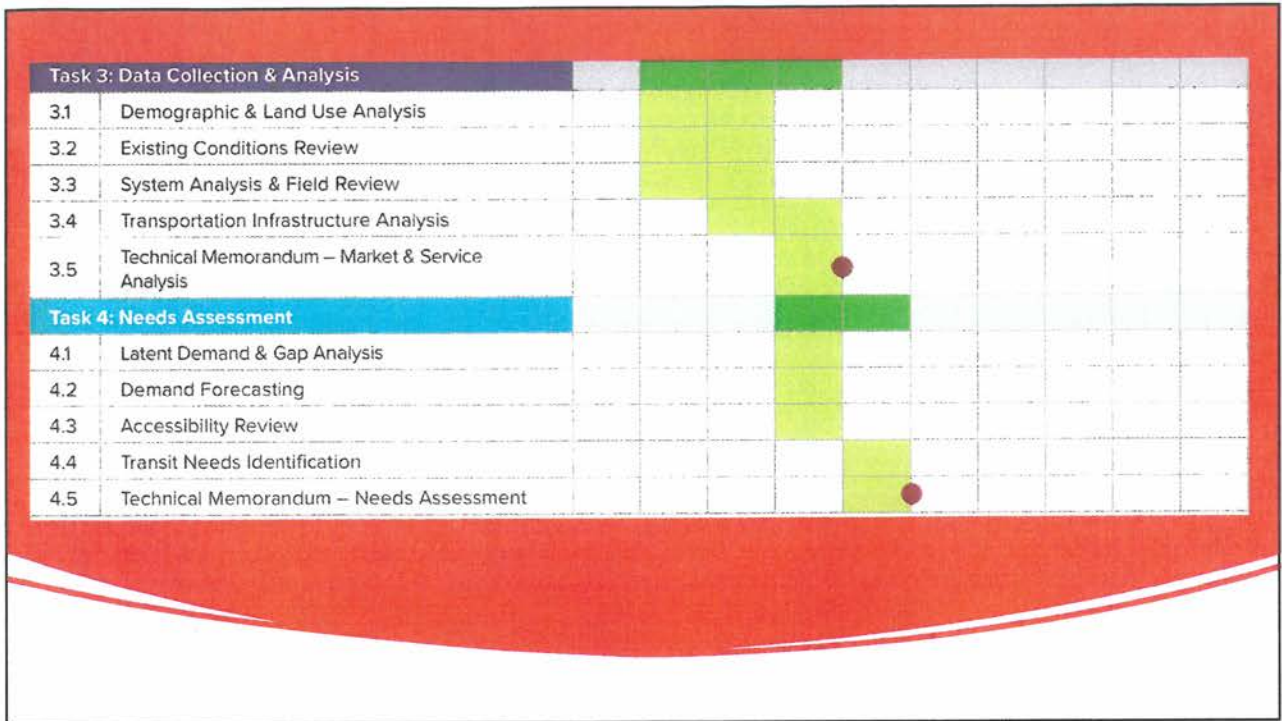 Task 3: Data Collection & Analysis
3.1 Demographic & Land Use Analysis
3.2 Existing Conditions Review
3.3 System Analysis & Field Review
3.4 Transportation Infrastructure Analysis
3.5 Technical Memorandum – Market & Service
Analysis
Task 4: Needs Assessment
4.1 Latent Demand & Gap Analysis
4.2 Demand Forecasting
4.3 Accessibility Review
4.4 Transit Needs Identification
4.5 Technical Memorandum – Needs Assessment